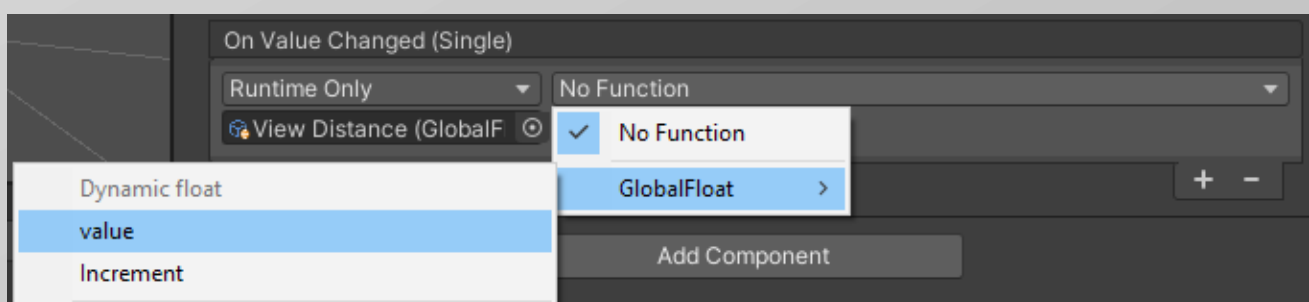 On Value Changed (Single)
Runtime Only
No Function
View Distance (GlobalF
No Function
GlobalFloat
Dynamic float
value
Increment
+ −
Add Component